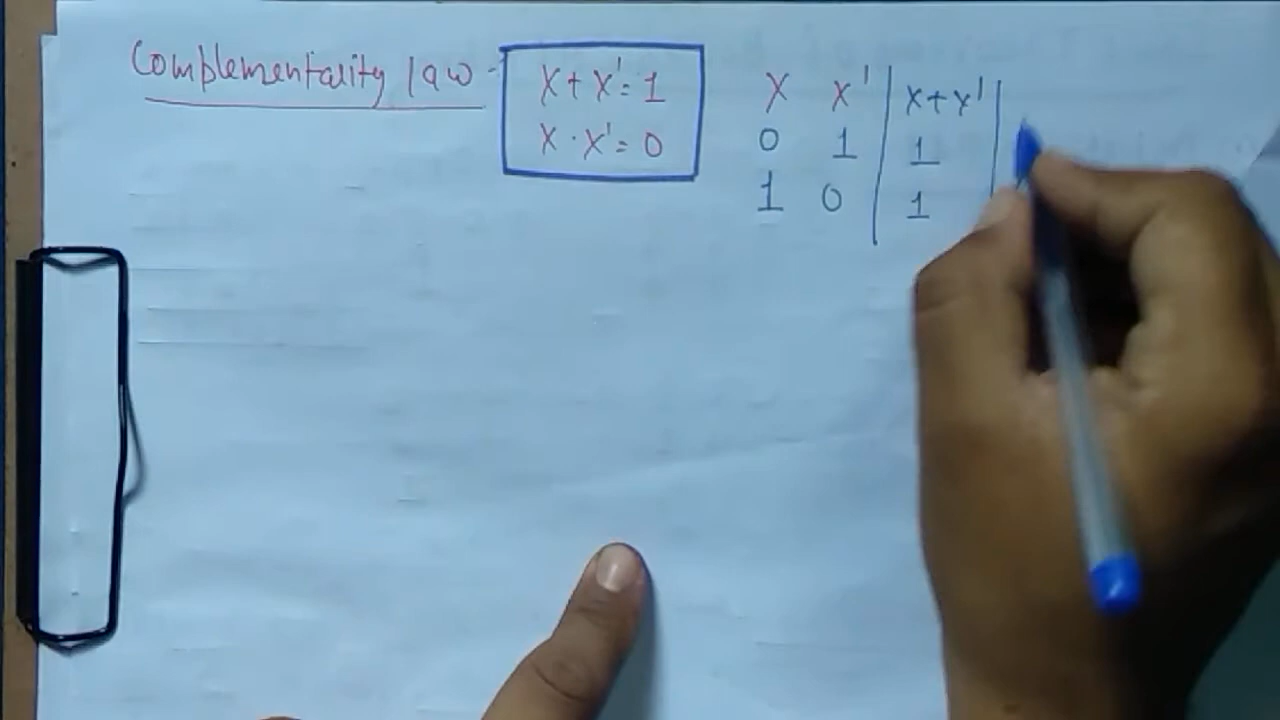 Complementarity law -
X + X' = 1
X · X' = 0
X X' X+X'
0 1 1
1 0 1